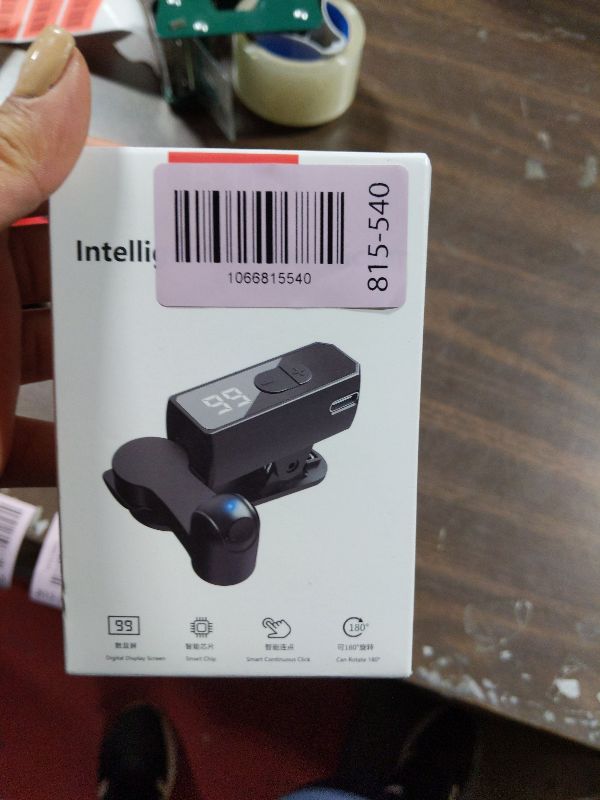 Intellig
1066815540
815-540
99
99
数显屏
Digital Display Screen
智能芯片
Smart Chip
智能连点
Smart Continuous Click
180°
可180°旋转
Can Rotate 180°